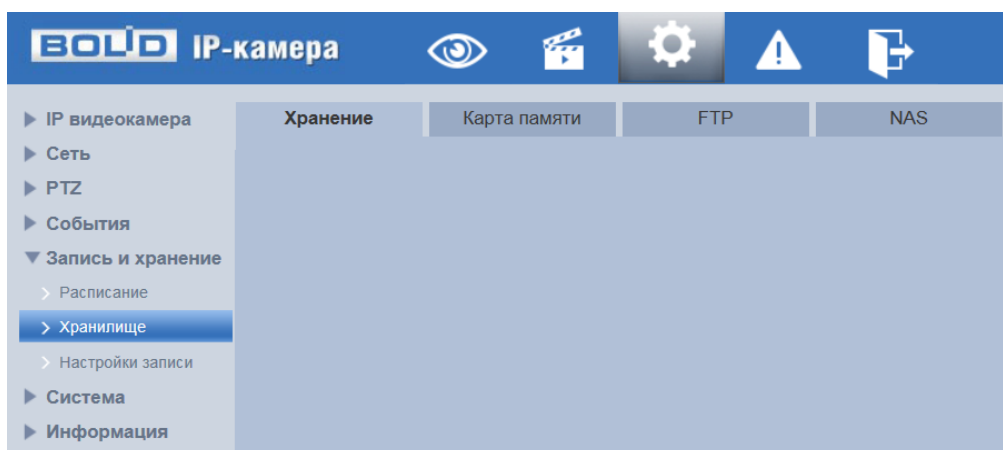 BOLID IP-камера
IP видеокамера
Сеть
PTZ
События
Запись и хранение
Расписание
Хранилище
Настройки записи
Система
Информация
Хранение Карта памяти FTP NAS